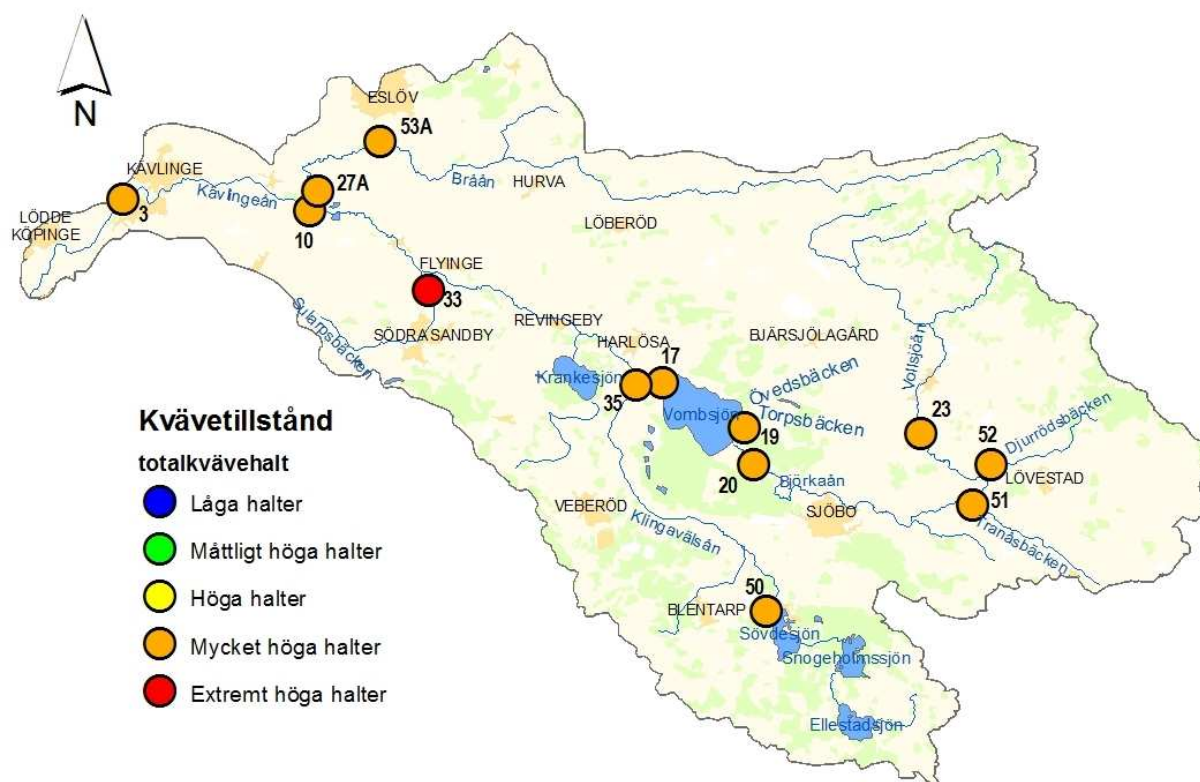 N
ESLÖV
53A
KÄVLINGE
27A
Bråån
HURVA
Kävlingeån
3
LÖDDE
KÖPINGE
10
LÖBERÖD
FLYINGE
33
Sularpsbäcken
SÖDRA SANDBY
REVINGEBY
HARLÖSA
BJÄRSJÖLAGÅRD
17
Krankesjön
35
Vombsjön
Övedsbäcken
Torpsbäcken
19
20
Vollsjöån
23
52
Djurrödsbäcken
LÖVESTAD
51
Tranåsbäcken
Björkaån
SJÖBO
VEBERÖD
Klingavälsån
50
BLENTARP
Sövdesjön
Snogeholmssjön
Ellestadsjön
Kvävetillstånd
totalkvävehalt
Låga halter
Måttligt höga halter
Höga halter
Mycket höga halter
Extremt höga halter